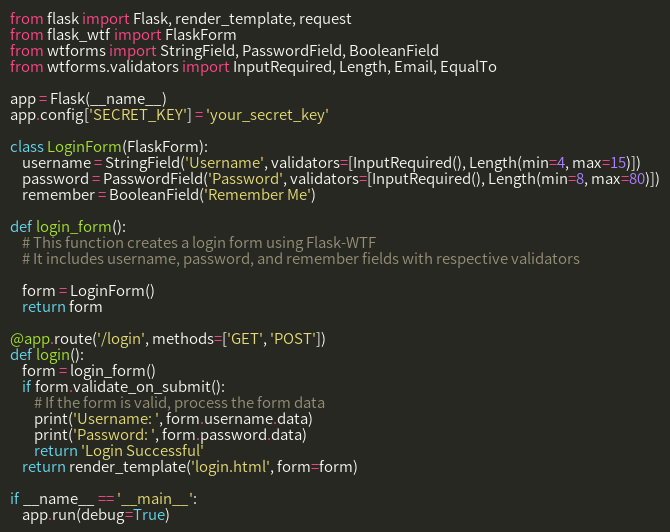 from flask import Flask, render_template, request
from flask_wtf import FlaskForm
from wtforms import StringField, PasswordField, BooleanField
from wtforms.validators import InputRequired, Length, Email, EqualTo

app = Flask(__name__)
app.config['SECRET_KEY'] = 'your_secret_key'

class LoginForm(FlaskForm):
    username = StringField('Username', validators=[InputRequired(), Length(min=4, max=15)])
    password = PasswordField('Password', validators=[InputRequired(), Length(min=8, max=80)])
    remember = BooleanField('Remember Me')

def login_form():
    # This function creates a login form using Flask-WTF
    # It includes username, password, and remember fields with respective validators

    form = LoginForm()
    return form

@app.route('/login', methods=['GET', 'POST'])
def login():
    form = login_form()
    if form.validate_on_submit():
        # If the form is valid, process the form data
        print('Username: ', form.username.data)
        print('Password: ', form.password.data)
        return 'Login Successful'
    return render_template('login.html', form=form)

if __name__ == '__main__':
    app.run(debug=True)